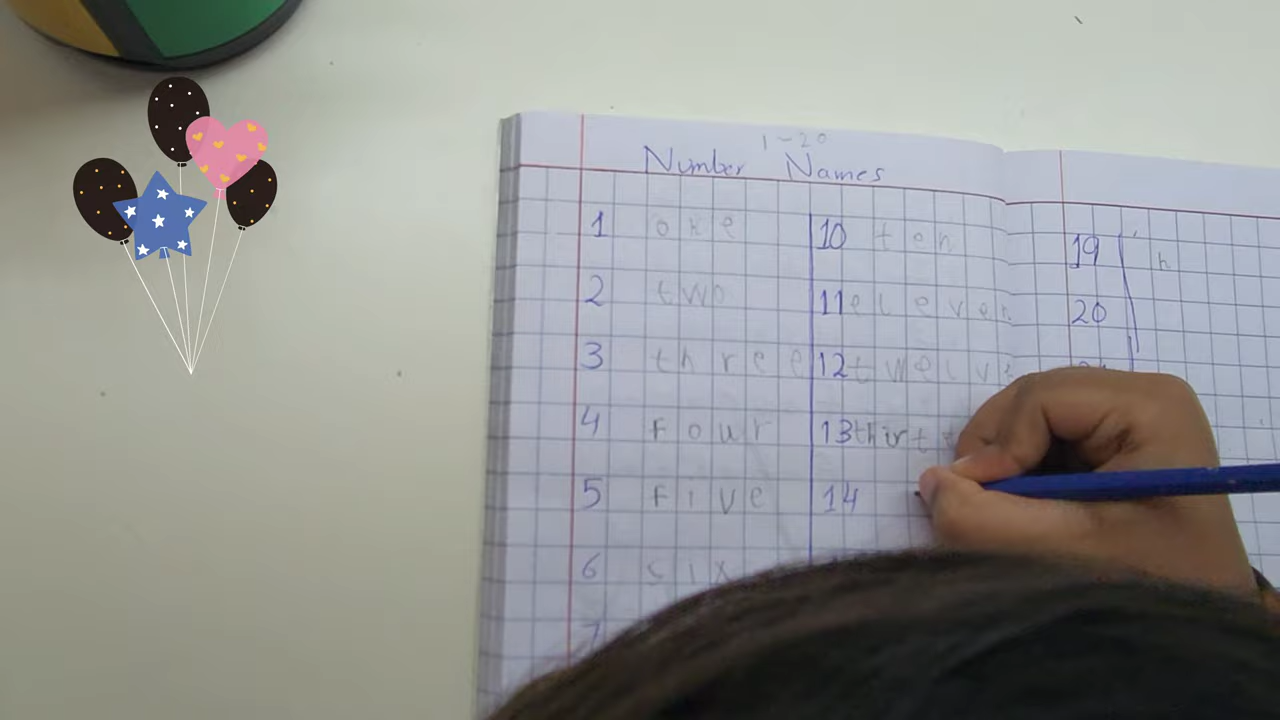 1-20
Number Names
1 one 10 ten 19
2 two 11 eleven 20
3 three 12 twelve
4 Four 13 thirt
5 Five 14
6 six
7